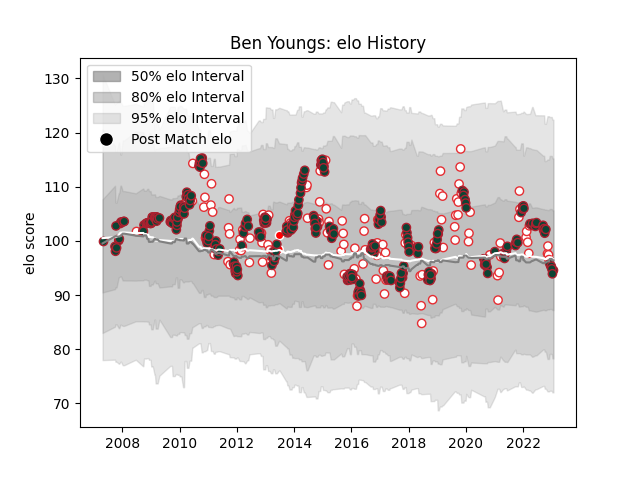 Ben Youngs: elo History
50% elo Interval
80% elo Interval
95% elo Interval
Post Match elo
elo score
130
120
110
100
90
80
70
2008 2010 2012 2014 2016 2018 2020 2022